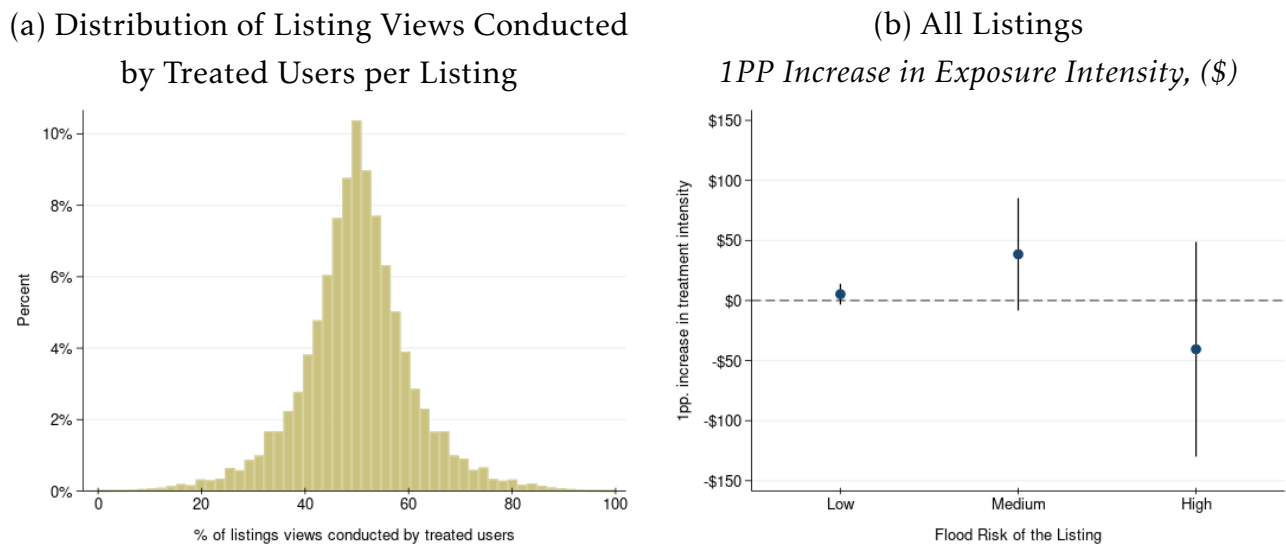 (a) Distribution of Listing Views Conducted
by Treated Users per Listing
10%
8%
6%
4%
2%
0%
Percent
0 20 40 60 80 100
% of listings views conducted by treated users
(b) All Listings
1PP Increase in Exposure Intensity, ($)
$150
$100
$50
$0
-$50
-$100
-$150
1pp. increase in treatment intensity
Low Medium High
Flood Risk of the Listing